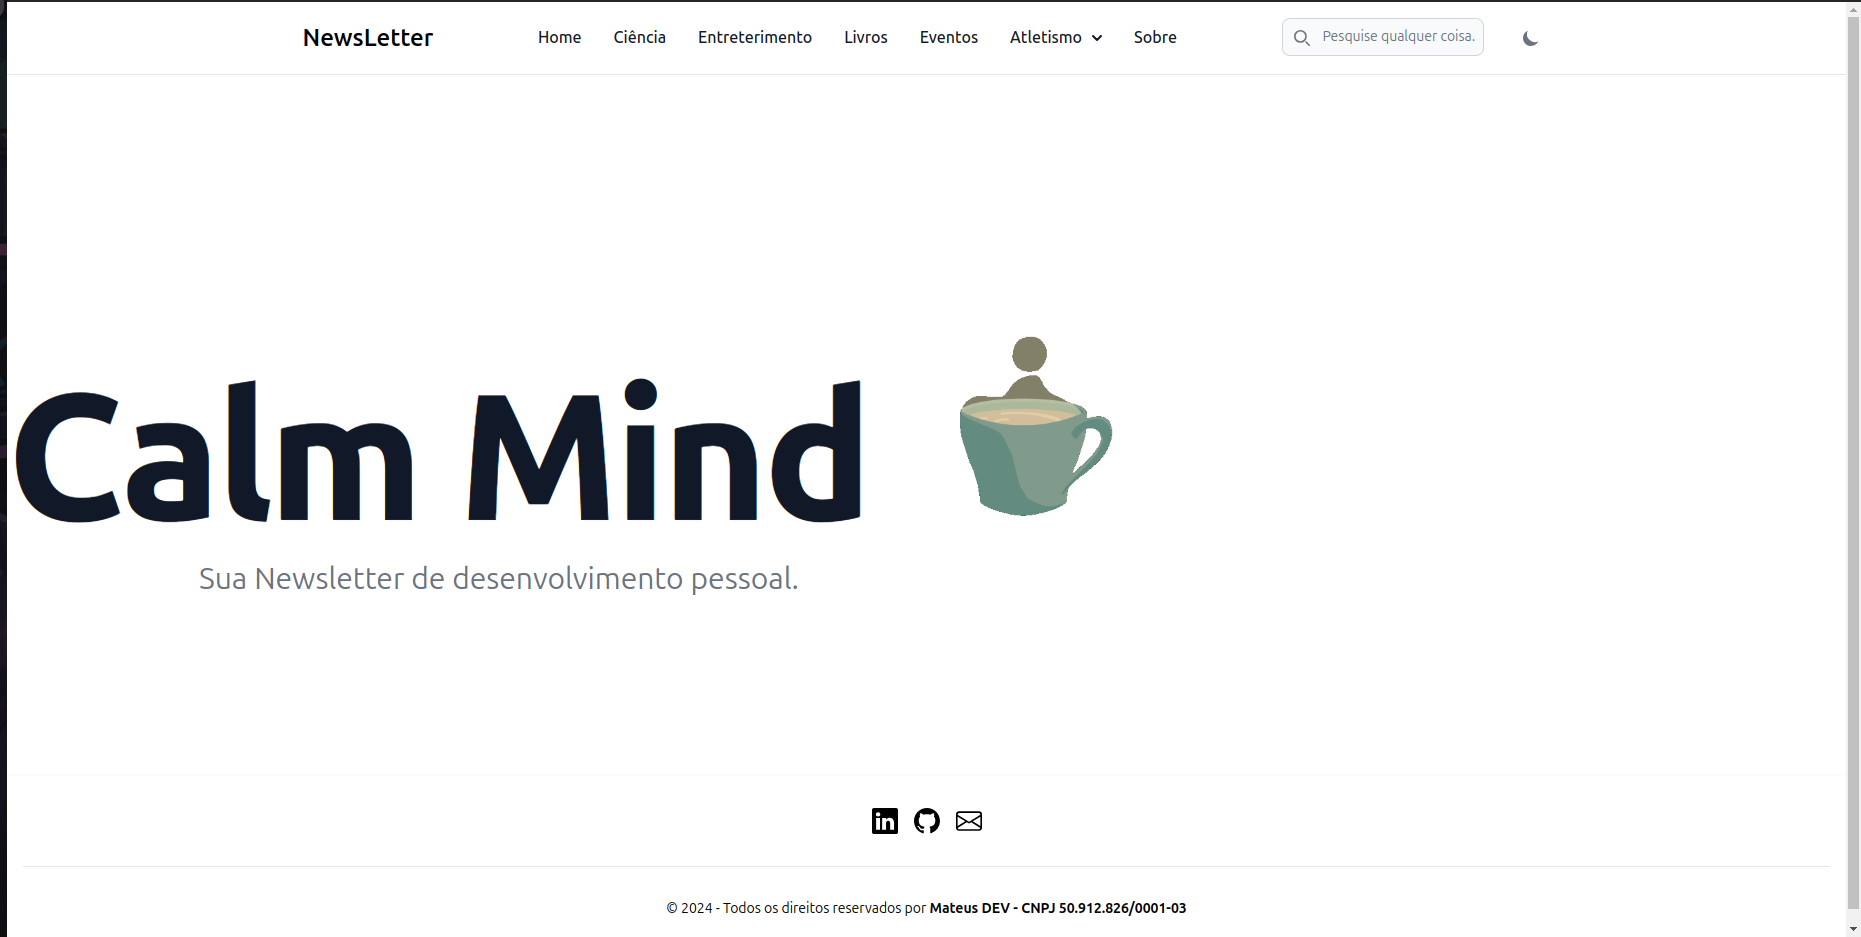 NewsLetter Home Ciência Entreterimento Livros Eventos Atletismo Sobre Pesquise qualquer coisa.
Calm Mind
Sua Newsletter de desenvolvimento pessoal.
in
© 2024 - Todos os direitos reservados por Mateus DEV - CNPJ 50.912.826/0001-03